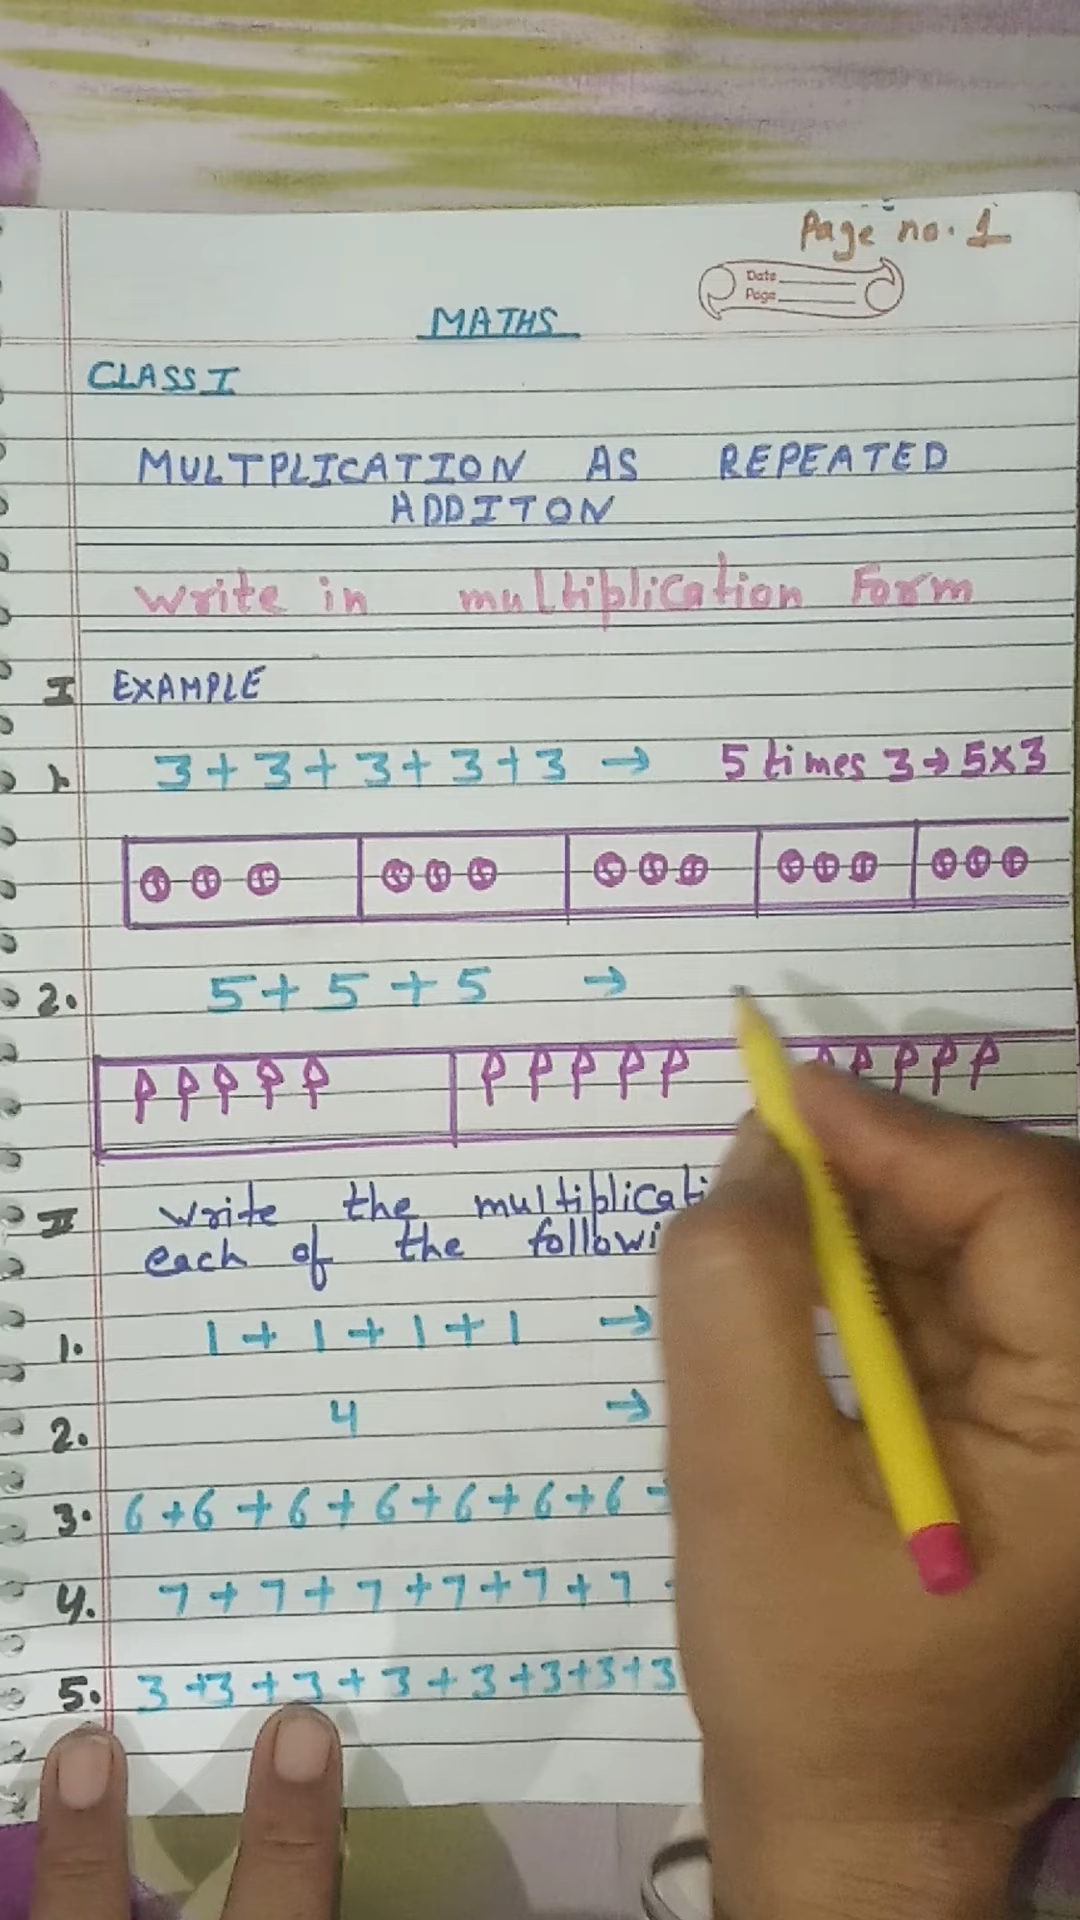 Page no. 1
Date
Page
MATHS
CLASS I
MULTPLICATION AS REPEATED
ADDITON
Write in multiplication Form
I EXAMPLE
1. 3+3+3+3+3 → 5 times 3 → 5×3
2. 5+5+5 →
II Write the
each of the
1. 1+1+1+1 →
2. 4 →
3. 6+6+6+6+6+6+6
4. 7+7+7+7+7+7
5. 3+3+3+3+3+3+3+3